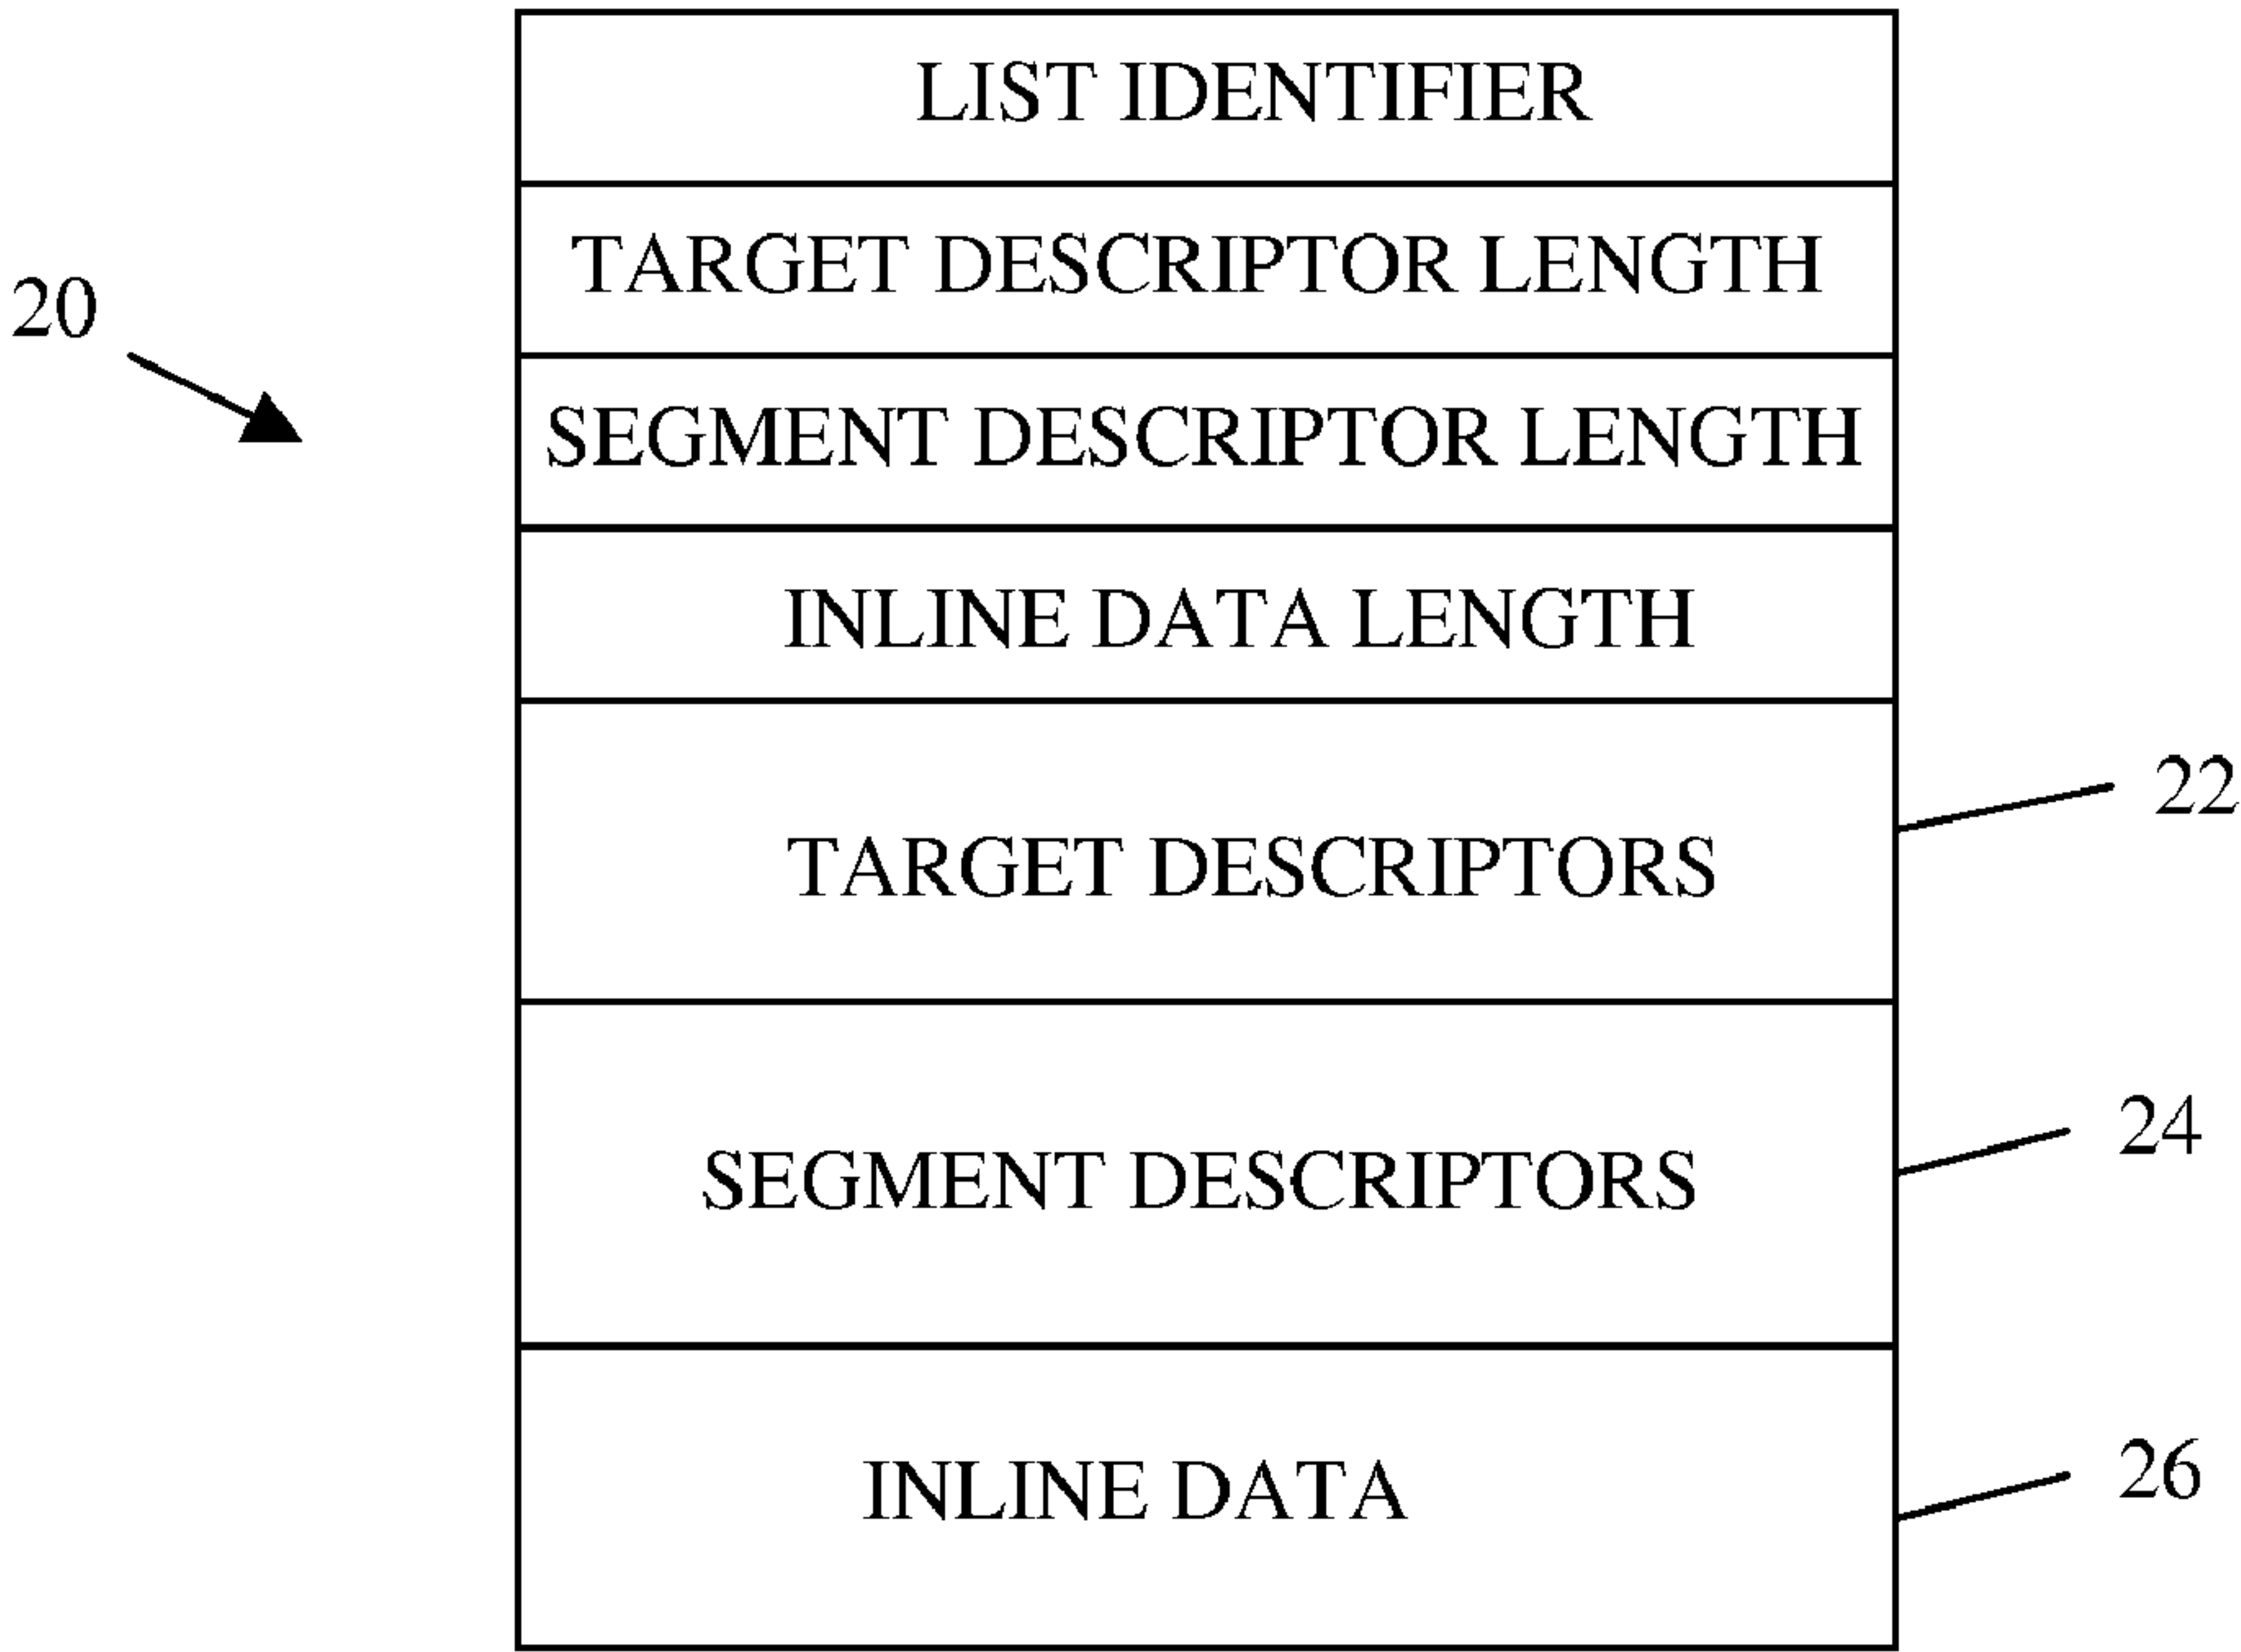 LIST IDENTIFIER
TARGET DESCRIPTOR LENGTH
20
SEGMENT DESCRIPTOR LENGTH
INLINE DATA LENGTH
22
TARGET DESCRIPTORS
24
SEGMENT DESCRIPTORS
26
INLINE DATA